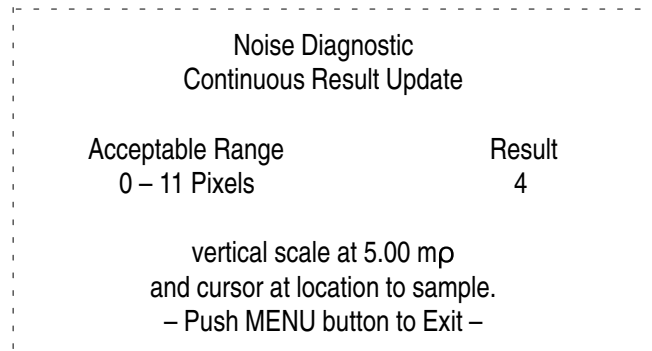 Noise Diagnostic
Continuous Result Update
Acceptable Range Result
0 – 11 Pixels 4
vertical scale at 5.00 mρ
and cursor at location to sample.
– Push MENU button to Exit –